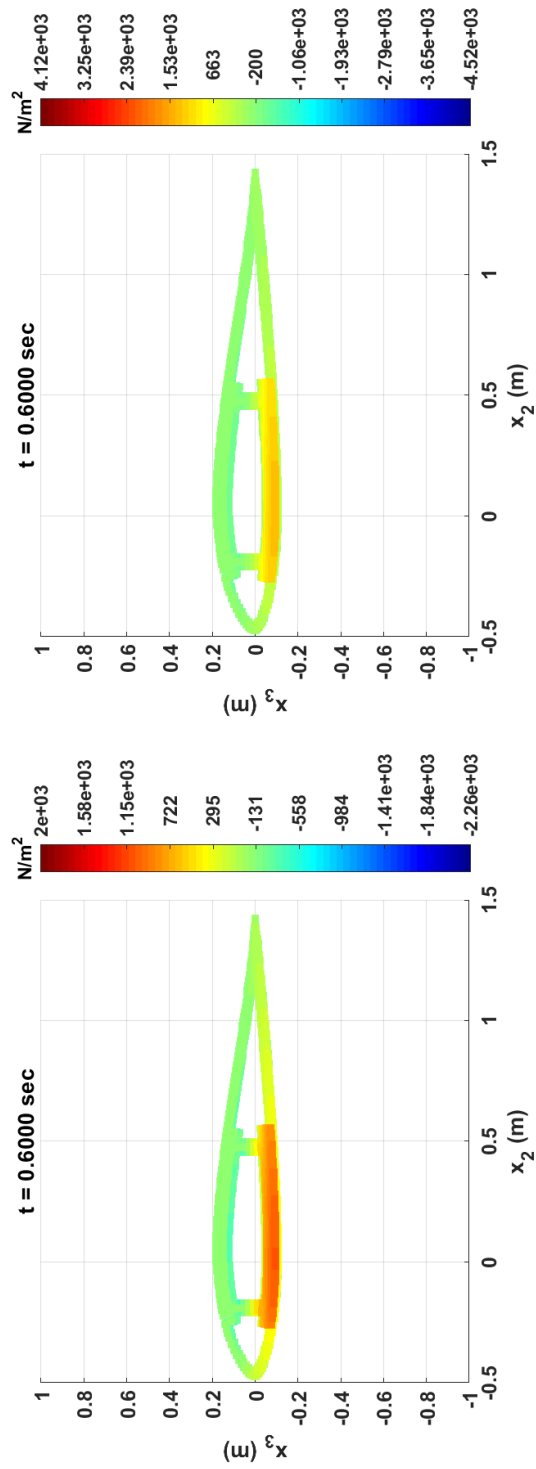 t = 0.6000 sec
N/m²
1
0.8
0.6
0.4
0.2
0
-0.2
-0.4
-0.6
-0.8
-1
x₃ (m)
-0.5
0
0.5
1
1.5
x₂ (m)
2e+03
1.58e+03
1.15e+03
722
295
-131
-558
-984
-1.41e+03
-1.84e+03
-2.26e+03
t = 0.6000 sec
N/m²
1
0.8
0.6
0.4
0.2
0
-0.2
-0.4
-0.6
-0.8
-1
x₃ (m)
-0.5
0
0.5
1
1.5
x₂ (m)
4.12e+03
3.25e+03
2.39e+03
1.53e+03
663
-200
-1.06e+03
-1.93e+03
-2.79e+03
-3.65e+03
-4.52e+03